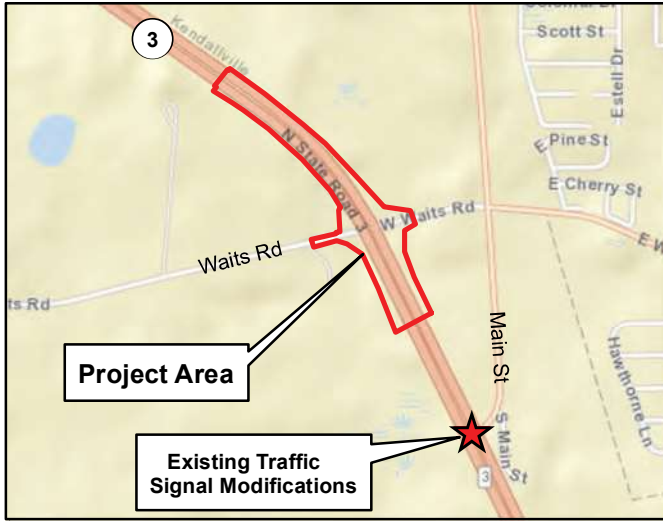 Scott St
Estell Dr
3
Kendallville
E Pine St
N State Road 3
E Cherry St
W Waits Rd
Waits Rd
E W
ts Rd
Main St
Project Area
Hawthorne Ln
S Main St
Existing Traffic
Signal Modifications
3